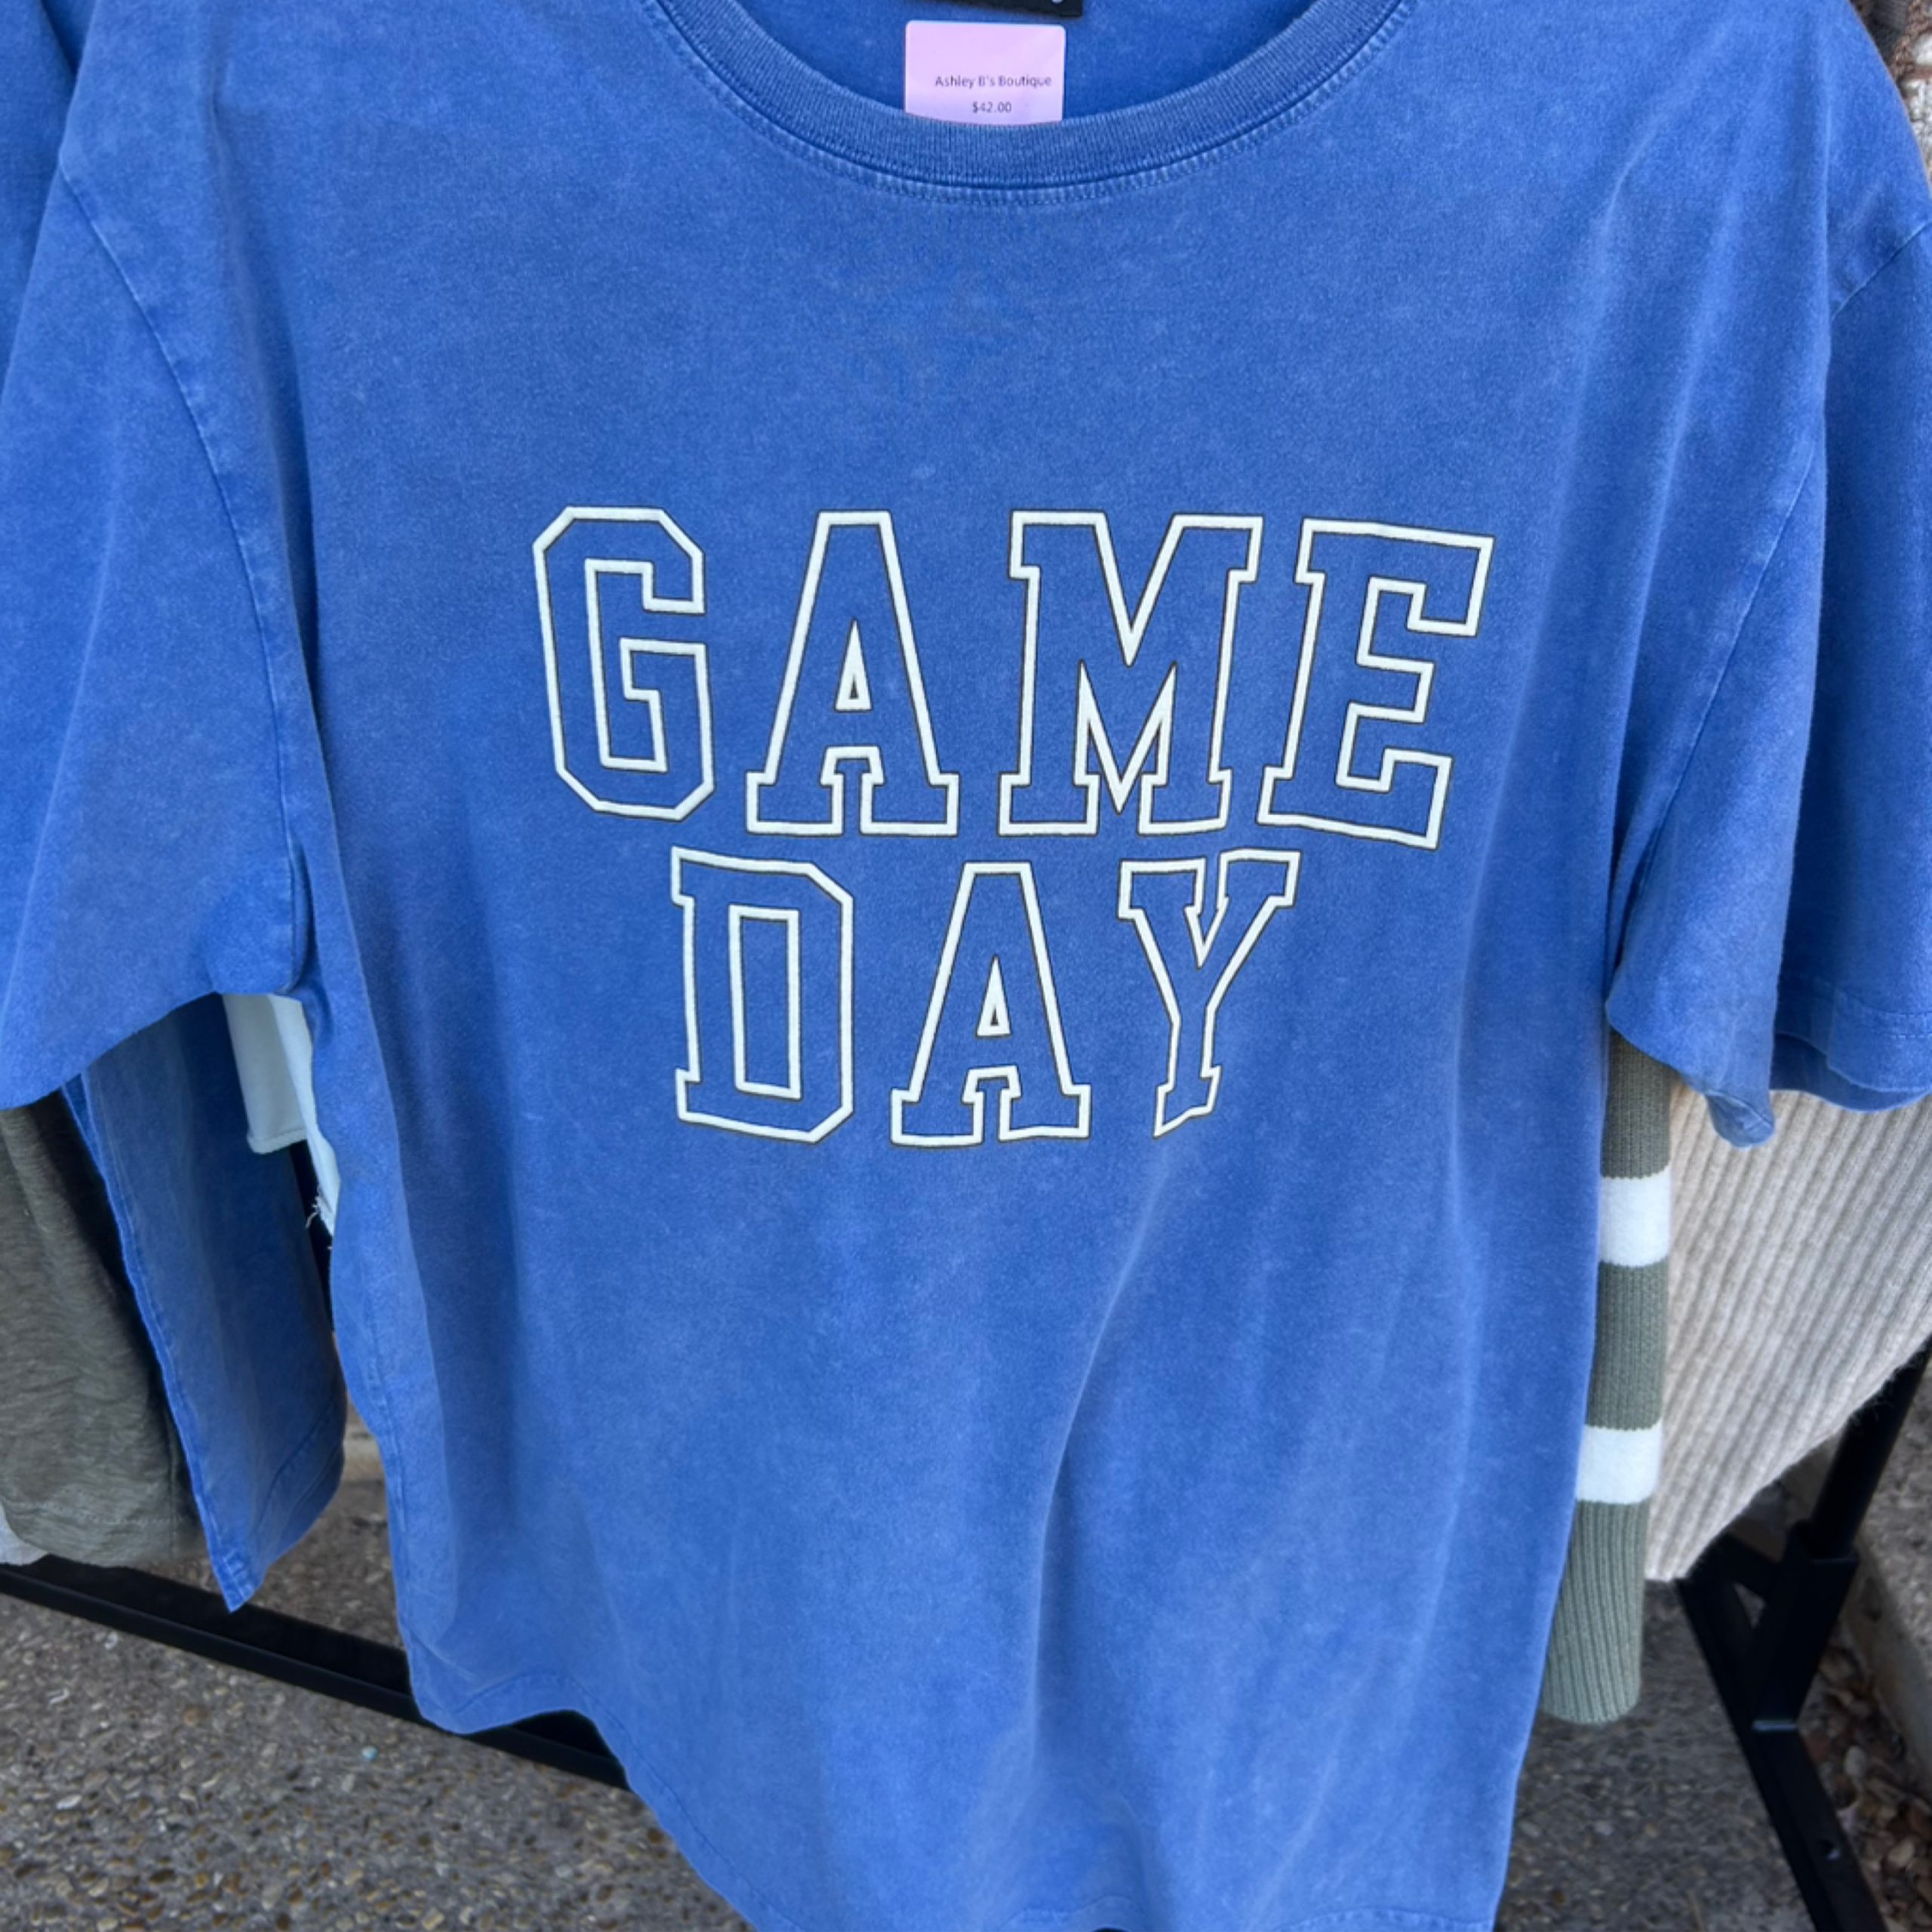 Ashley B's Boutique
$42.00
GAME
DAY